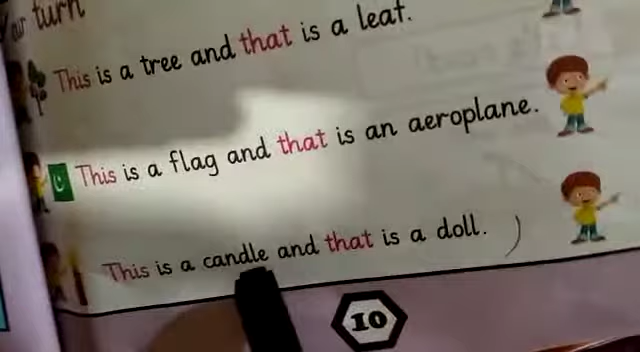 Your turn
This is a tree and that is a leaf.
This is a flag and that is an aeroplane.
This is a candle and that is a doll.
10